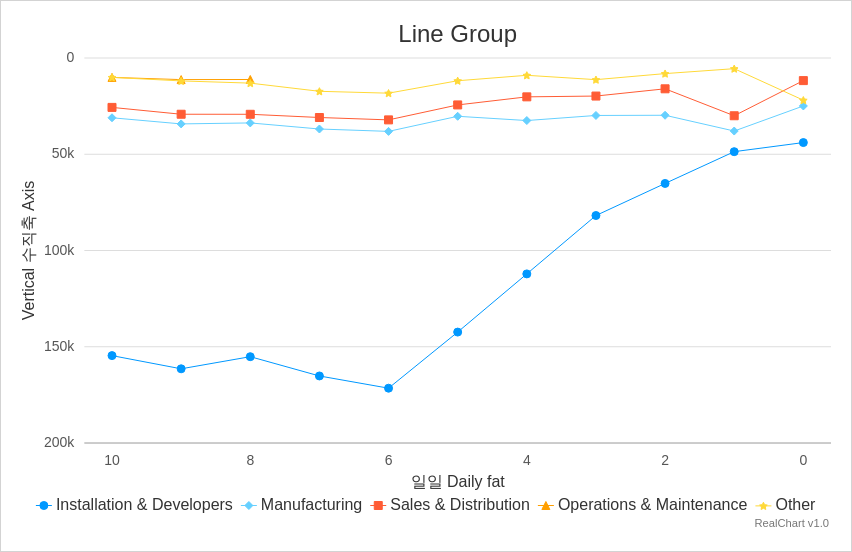 Line Group
0
50k
100k
150k
200k
Vertical 수직축 Axis
10 8 6 4 2 0
일일 Daily fat
Installation & Developers Manufacturing Sales & Distribution Operations & Maintenance Other
RealChart v1.0